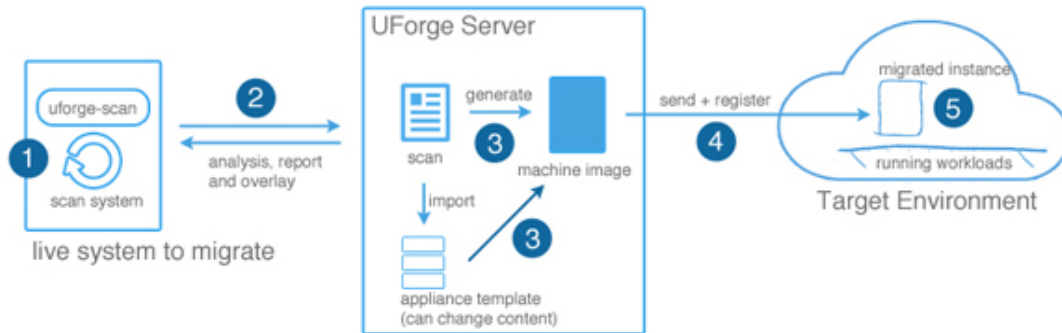 UForge Server
uforge-scan
1
scan system
live system to migrate
2
analysis, report
and overlay
scan
generate
3
machine image
import
3
appliance template
(can change content)
send + register
4
migrated instance
5
running workloads
Target Environment